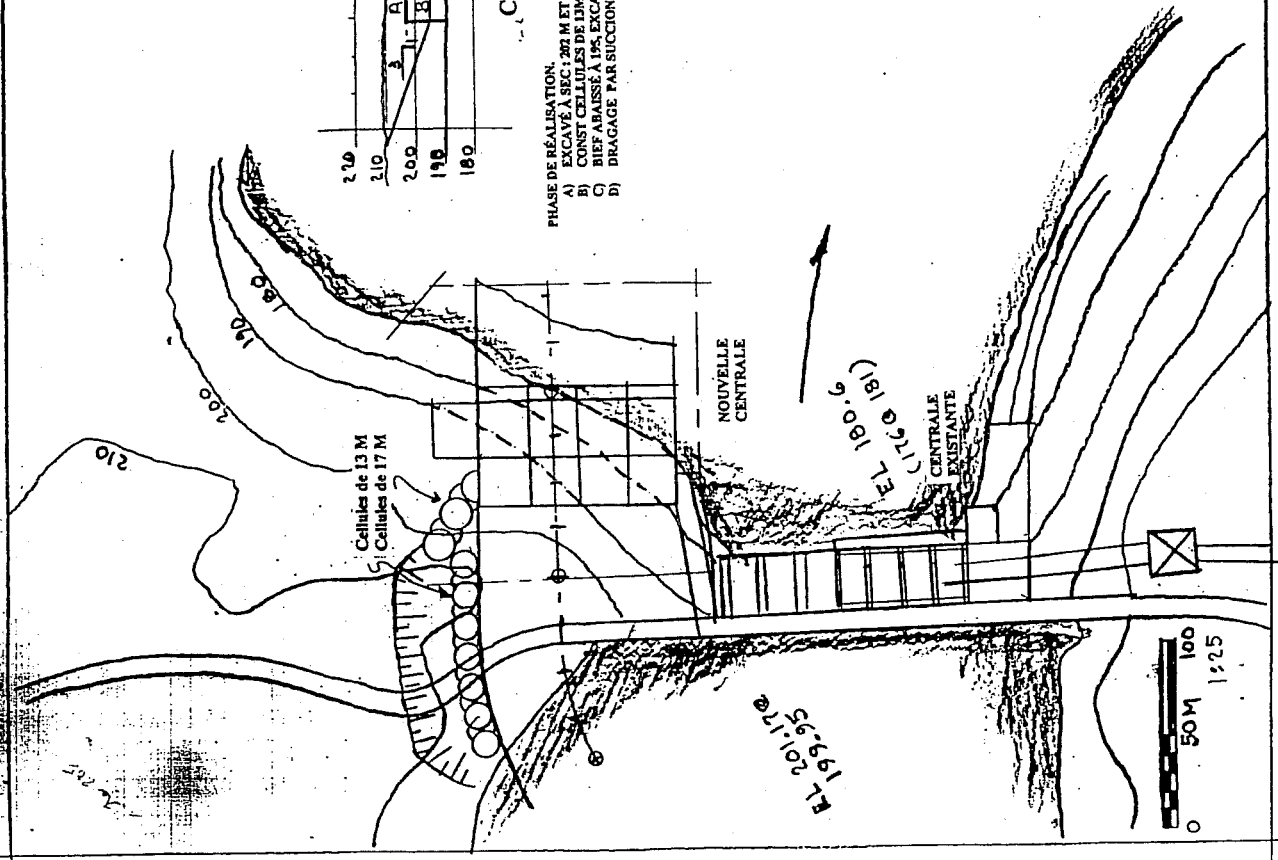 220
210
200
190
180
3
A
B
C
PHASE DE RÉALISATION.
A) EXCAVÉ À SEC : 202 M ET
B) CONST CELLULES DE 13M
C) BIEF ABAISSÉ À 195, EXCA
D) DRAGAGE PAR SUCCION
180
190
200
210
Cellules de 13 M
Cellules de 17 M
NOUVELLE
CENTRALE
EL 180.6
(176@ 181)
CENTRALE
EXISTANTE
EL 201.17@
199.95
0 50M 100
1:25